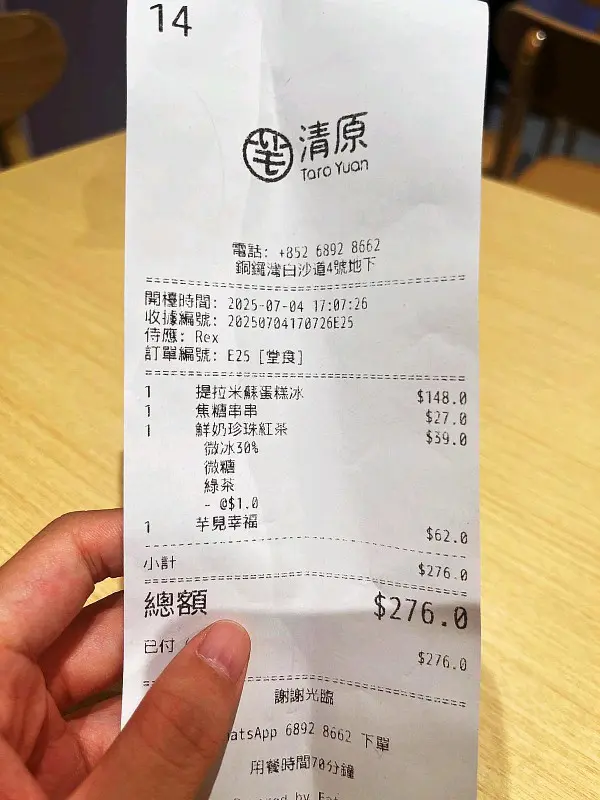 14
芋 清原
Taro Yuan
電話: +852 6892 8662
銅鑼灣白沙道4號地下
開檯時間: 2025-07-04 17:07:26
收據編號: 20250704170726E25
侍應: Rex
訂單編號: E25 [堂食]
1 提拉米蘇蛋糕冰 $148.0
1 焦糖串串 $27.0
1 鮮奶珍珠紅茶 $39.0
微冰30%
微糖
綠茶
- @$1.0
1 芋見幸福 $62.0
小計 $276.0
總額 $276.0
已付 $276.0
謝謝光臨
atsApp 6892 8662 下單
用餐時間70分鐘